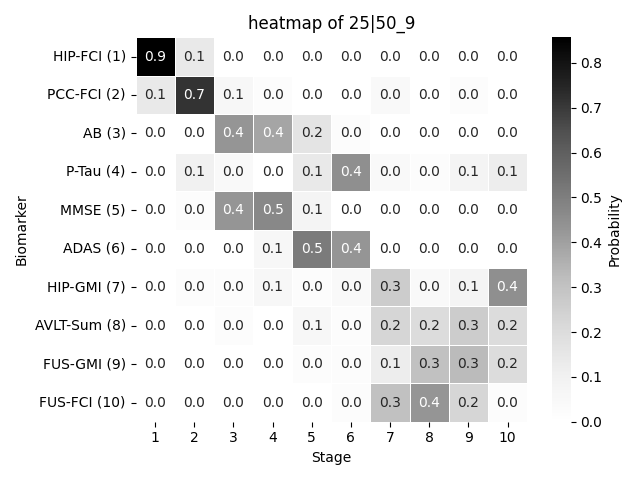 heatmap of 25|50_9
HIP-FCI (1) 0.9 0.1 0.0 0.0 0.0 0.0 0.0 0.0 0.0 0.0
PCC-FCI (2) 0.1 0.7 0.1 0.0 0.0 0.0 0.0 0.0 0.0 0.0
AB (3) 0.0 0.0 0.4 0.4 0.2 0.0 0.0 0.0 0.0 0.0
P-Tau (4) 0.0 0.1 0.0 0.0 0.1 0.4 0.0 0.0 0.1 0.1
MMSE (5) 0.0 0.0 0.4 0.5 0.1 0.0 0.0 0.0 0.0 0.0
ADAS (6) 0.0 0.0 0.0 0.1 0.5 0.4 0.0 0.0 0.0 0.0
HIP-GMI (7) 0.0 0.0 0.0 0.1 0.0 0.0 0.3 0.0 0.1 0.4
AVLT-Sum (8) 0.0 0.0 0.0 0.0 0.1 0.0 0.2 0.2 0.3 0.2
FUS-GMI (9) 0.0 0.0 0.0 0.0 0.0 0.0 0.1 0.3 0.3 0.2
FUS-FCI (10) 0.0 0.0 0.0 0.0 0.0 0.0 0.3 0.4 0.2 0.0
1 2 3 4 5 6 7 8 9 10
Stage
Biomarker
0.8
0.7
0.6
0.5
0.4
0.3
0.2
0.1
0.0
Probability